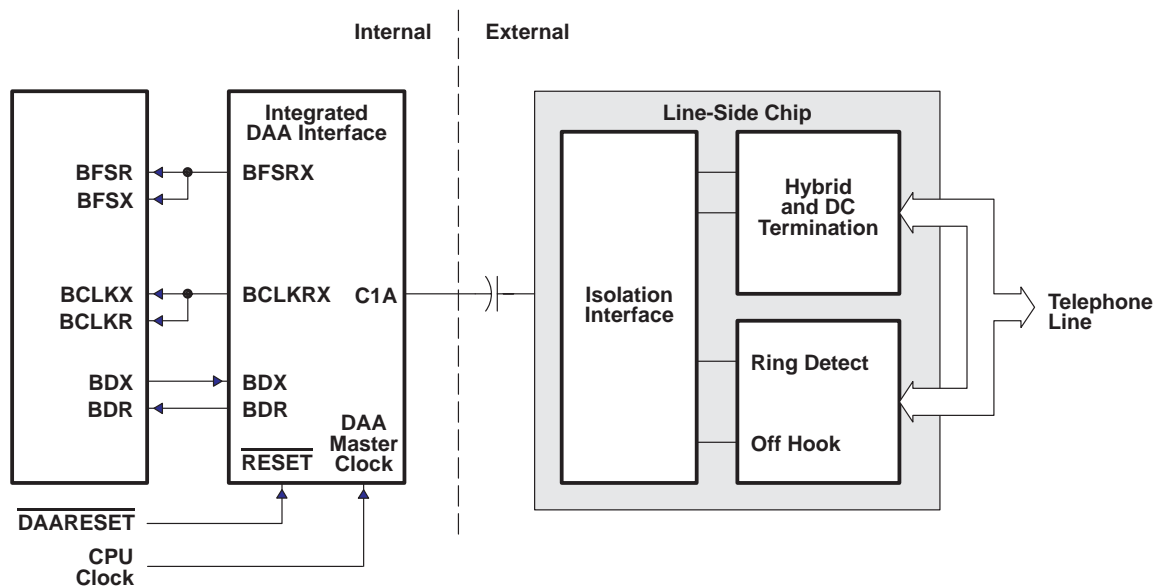 Internal
External
Integrated
DAA Interface
Line-Side Chip
BFSR
BFSX
BFSRX
BCLKX
BCLKR
BCLKRX
C1A
BDX
BDR
BDX
BDR
RESET
DAA
Master
Clock
DAARESET
CPU
Clock
Isolation
Interface
Hybrid
and DC
Termination
Ring Detect
Off Hook
Telephone
Line